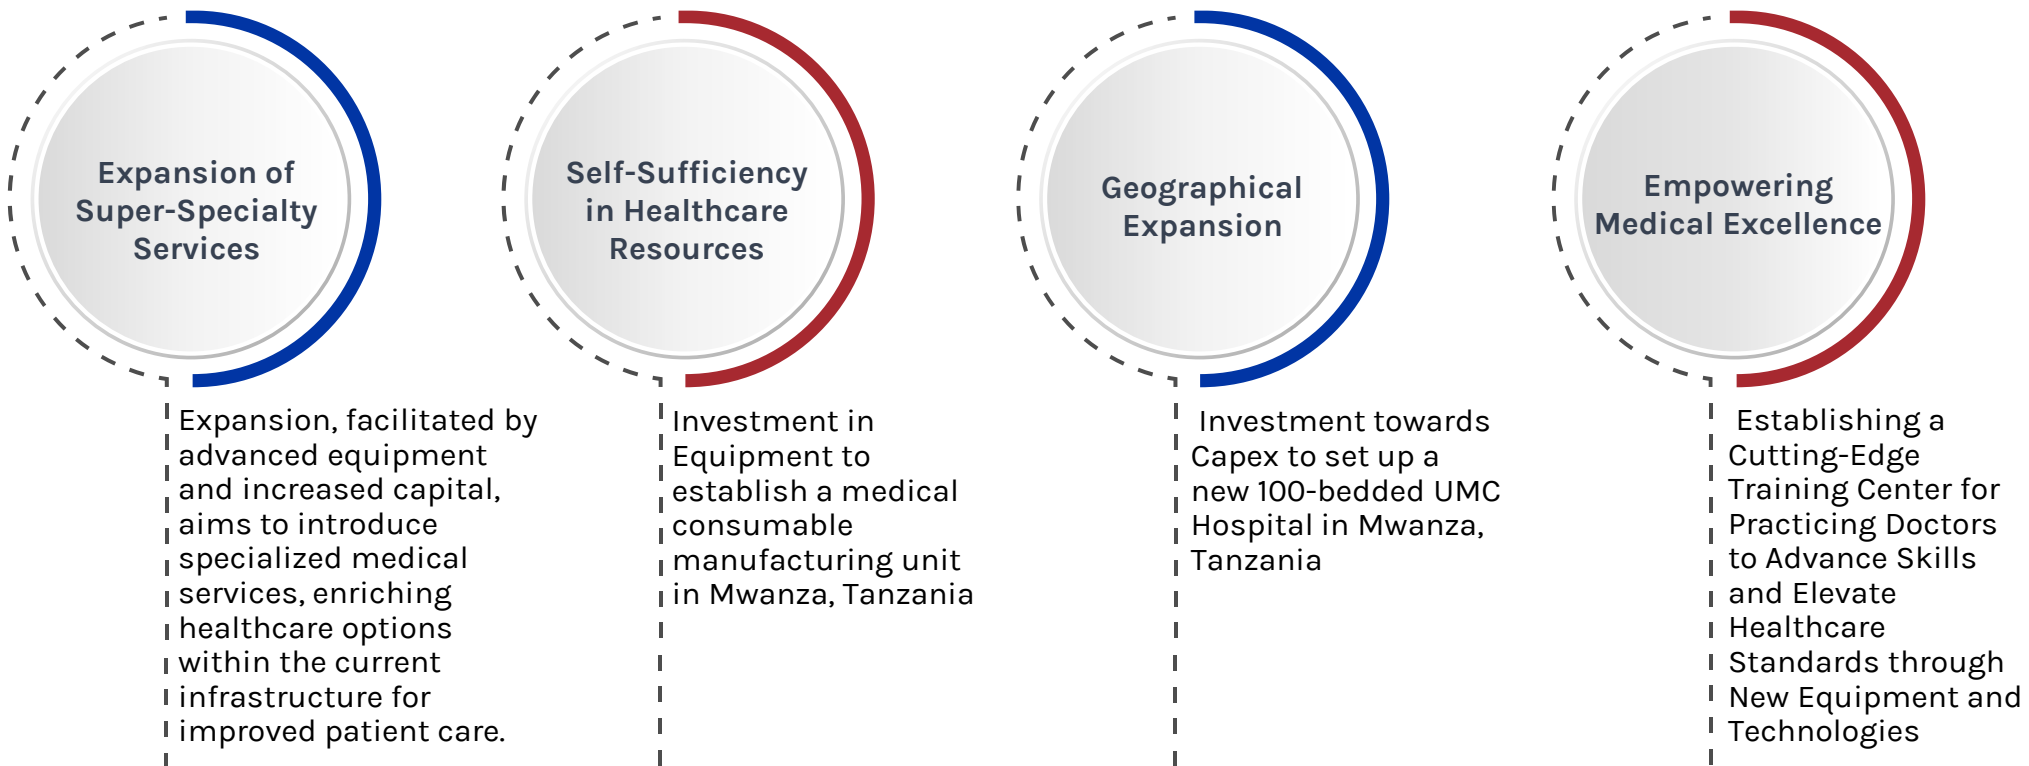 Expansion of
Super-Specialty
Services
Expansion, facilitated by
advanced equipment
and increased capital,
aims to introduce
specialized medical
services, enriching
healthcare options
within the current
infrastructure for
improved patient care.
Self-Sufficiency
in Healthcare
Resources
Investment in
Equipment to
establish a medical
consumable
manufacturing unit
in Mwanza, Tanzania
Geographical
Expansion
Investment towards
Capex to set up a
new 100-bedded UMC
Hospital in Mwanza,
Tanzania
Empowering
Medical Excellence
Establishing a
Cutting-Edge
Training Center for
Practicing Doctors
to Advance Skills
and Elevate
Healthcare
Standards through
New Equipment and
Technologies